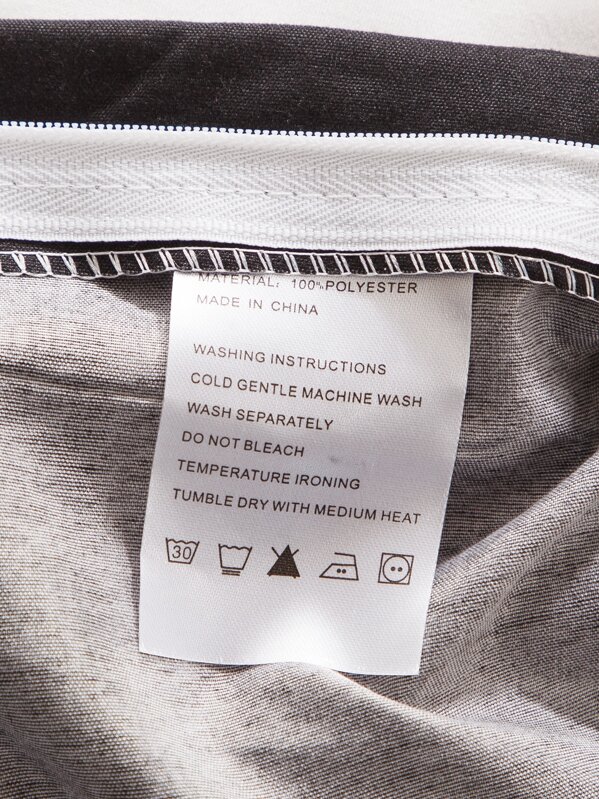 MATERIAL: 100%POLYESTER
MADE IN CHINA
WASHING INSTRUCTIONS
COLD GENTLE MACHINE WASH
WASH SEPARATELY
DO NOT BLEACH
TEMPERATURE IRONING
TUMBLE DRY WITH MEDIUM HEAT
30